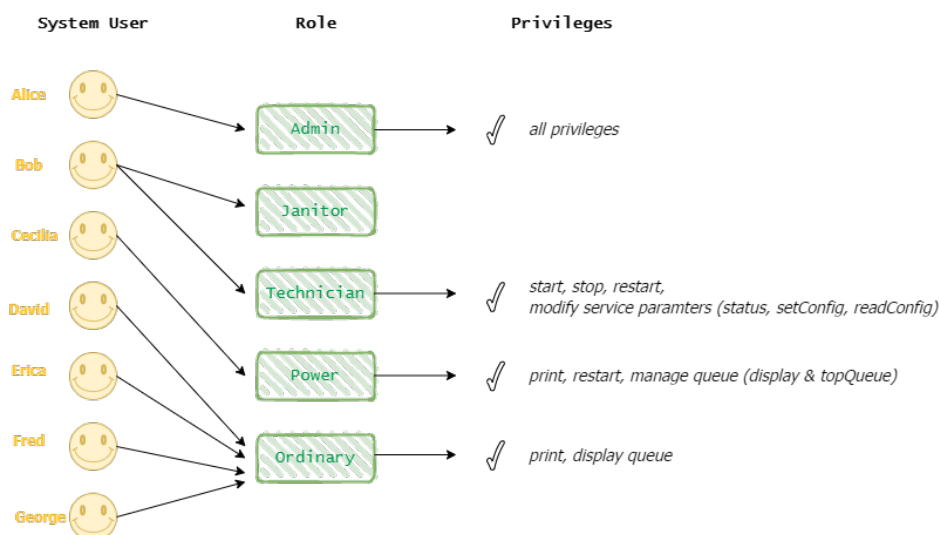 System User Role Privileges
Alice
Admin
all privileges
Bob
Janitor
Cecilia
Technician
start, stop, restart,
modify service paramters (status, setConfig, readConfig)
David
Erica
Power
print, restart, manage queue (display & topQueue)
Fred
Ordinary
print, display queue
George